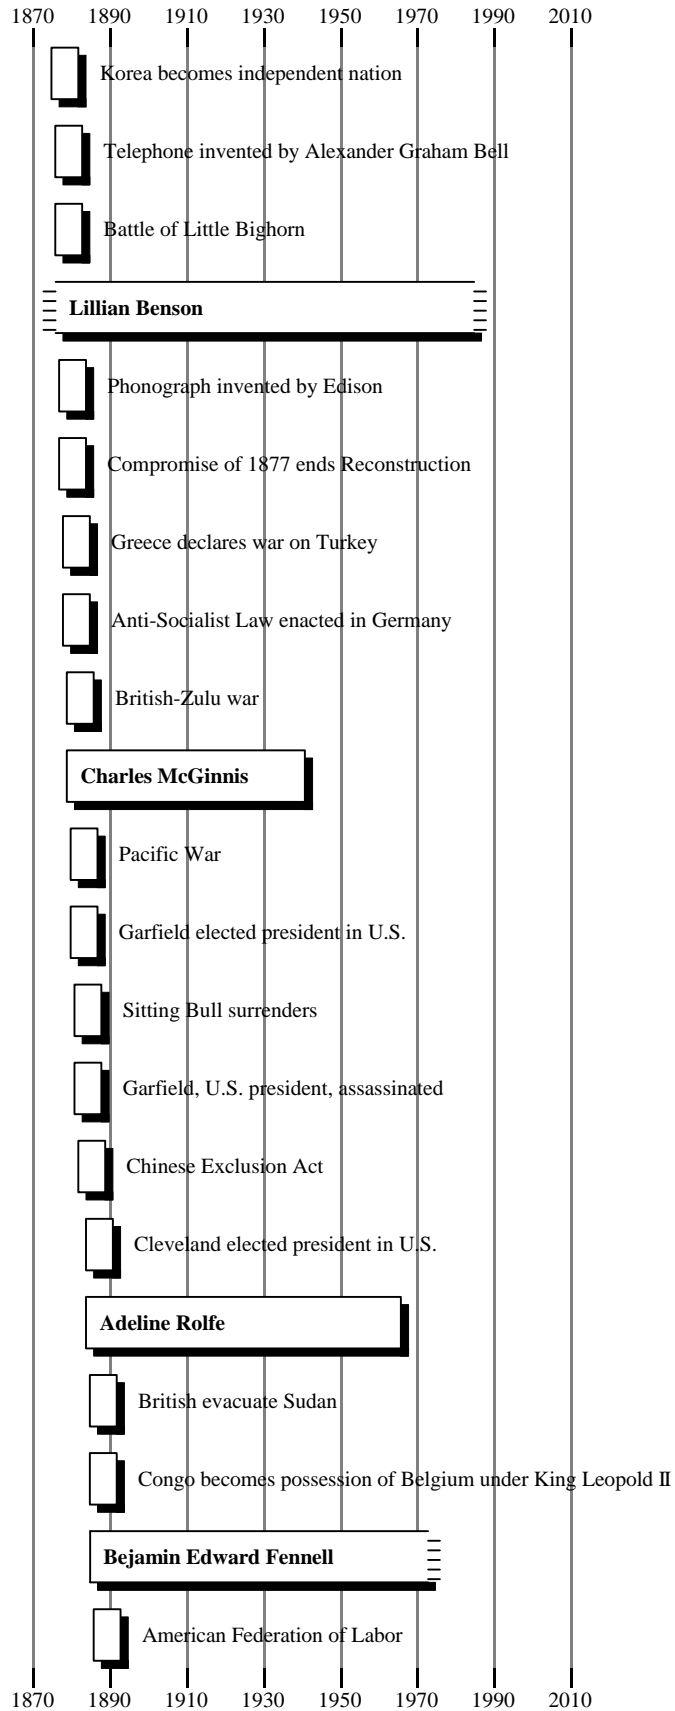 1870 1890 1910 1930 1950 1970 1990 2010
Korea becomes independent nation
Telephone invented by Alexander Graham Bell
Battle of Little Bighorn
Lillian Benson
Phonograph invented by Edison
Compromise of 1877 ends Reconstruction
Greece declares war on Turkey
Anti-Socialist Law enacted in Germany
British-Zulu war
Charles McGinnis
Pacific War
Garfield elected president in U.S.
Sitting Bull surrenders
Garfield, U.S. president, assassinated
Chinese Exclusion Act
Cleveland elected president in U.S.
Adeline Rolfe
British evacuate Sudan
Congo becomes possession of Belgium under King Leopold II
Bejamin Edward Fennell
American Federation of Labor
1870 1890 1910 1930 1950 1970 1990 2010